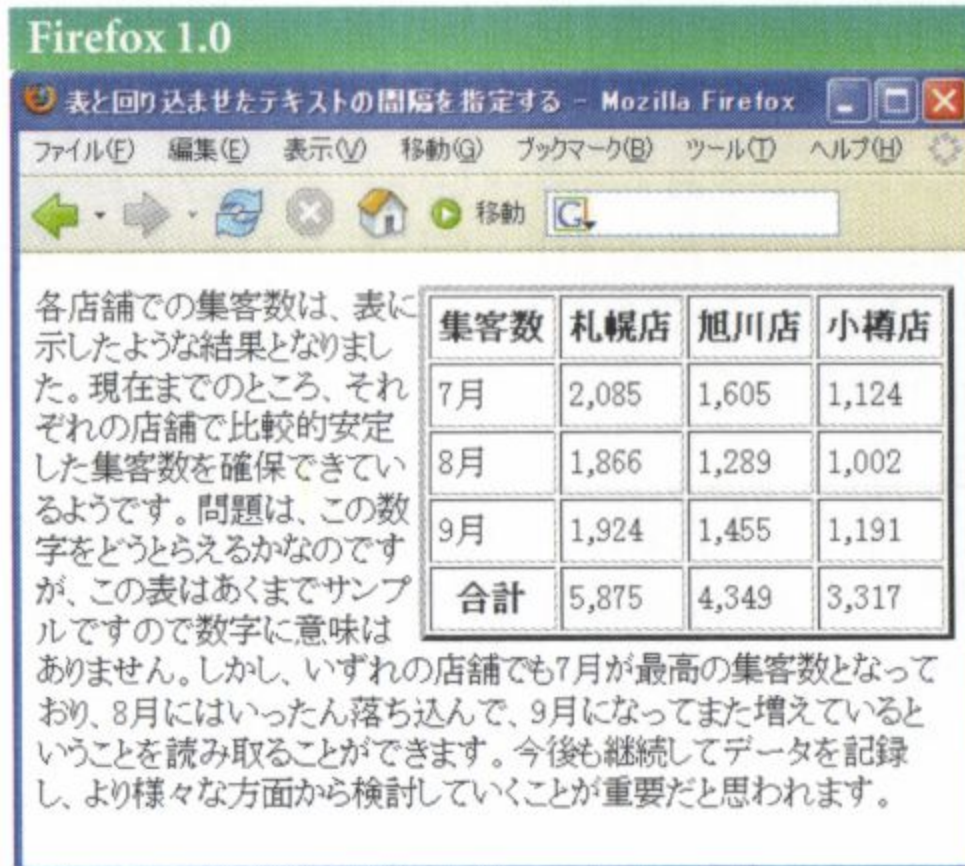 Firefox 1.0
表と回り込ませたテキストの間隔を指定する - Mozilla Firefox
ファイル(F) 編集(E) 表示(V) 移動(G) ブックマーク(B) ツール(T) ヘルプ(H)
移動 G
各店舗での集客数は、表に
示したような結果となりまし
た。現在までのところ、それ
ぞれの店舗で比較的安定
した集客数を確保できてい
るようです。問題は、この数
字をどうとらえるかなのです
が、この表はあくまでサンプ
ルですので数字に意味は
ありません。しかし、いずれの店舗でも7月が最高の集客数となって
おり、8月にはいったん落ち込んで、9月になってまた増えていると
いうことを読み取ることができます。今後も継続してデータを記録
し、より様々な方面から検討していくことが重要だと思われます。
集客数 札幌店 旭川店 小樽店
7月 2,085 1,605 1,124
8月 1,866 1,289 1,002
9月 1,924 1,455 1,191
合計 5,875 4,349 3,317